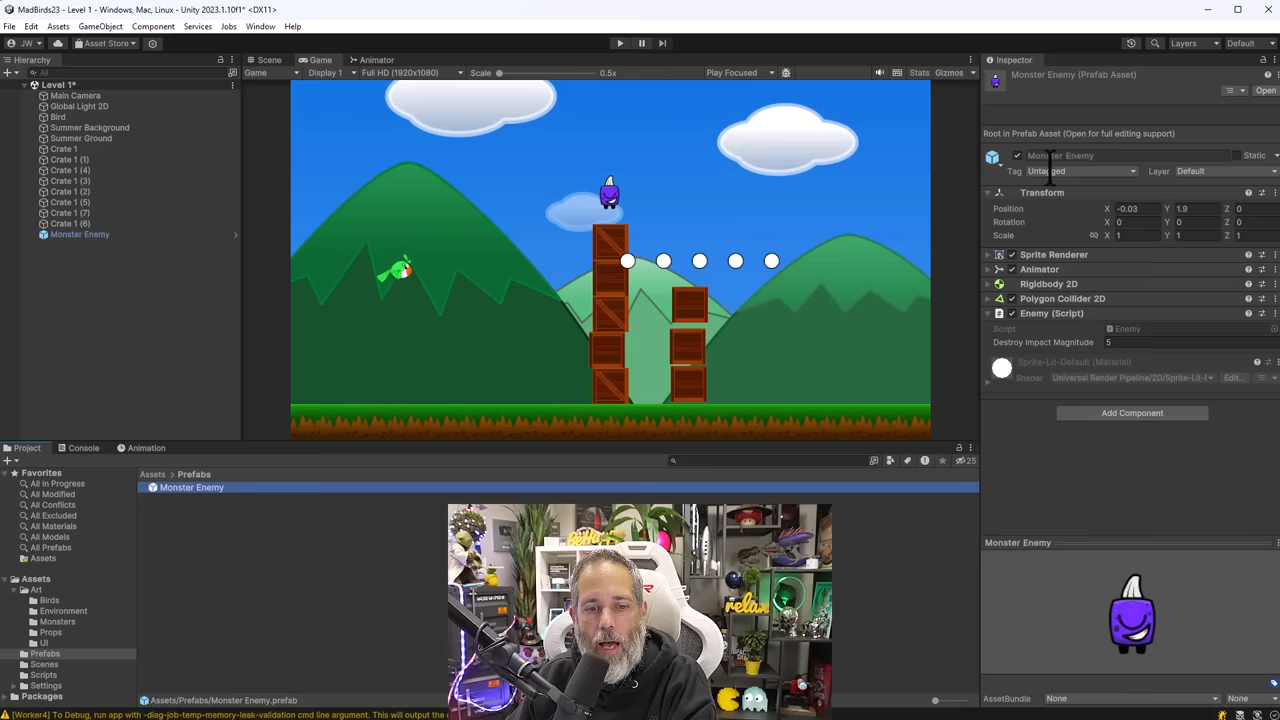 MadBirds23 - Level 1 - Windows, Mac, Linux - Unity 2023.1.10f1* <DX11>
File Edit Assets GameObject Component Services Jobs Window Help
JW Asset Store Layers Default
Hierarchy
All
Level 1*
Main Camera
Global Light 2D
Bird
Summer Background
Summer Ground
Crate 1
Crate 1 (1)
Crate 1 (4)
Crate 1 (3)
Crate 1 (2)
Crate 1 (5)
Crate 1 (7)
Crate 1 (6)
Monster Enemy
Scene Game Animator
Game Display 1 Full HD (1920x1080) Scale 0.5x Play Focused Stats Gizmos
Inspector
Monster Enemy (Prefab Asset)
Open
Root in Prefab Asset (Open for full editing support)
Monster Enemy Static
Tag Untagged Layer Default
Transform
Position X -0.03 Y 1.9 Z 0
Rotation X 0 Y 0 Z 0
Scale X 1 Y 1 Z 1
Sprite Renderer
Animator
Rigidbody 2D
Polygon Collider 2D
Enemy (Script)
Script Enemy
Destroy Impact Magnitude 5
Sprite-Lit-Default (Material)
Shader Universal Render Pipeline/2D/Sprite-Lit-I Edit...
Add Component
Monster Enemy
AssetBundle None None
Project Console Animation
25
Favorites
All In Progress
All Modified
All Conflicts
All Excluded
All Materials
All Models
All Prefabs
Assets
Assets
Art
Birds
Environment
Monsters
Props
UI
Prefabs
Scenes
Scripts
Settings
Packages
Assets > Prefabs
Monster Enemy
relax
Assets/Prefabs/Monster Enemy.prefab
[Worker4] To Debug, run app with -diag-job-temp-memory-leak-validation cmd line argument. This will output the